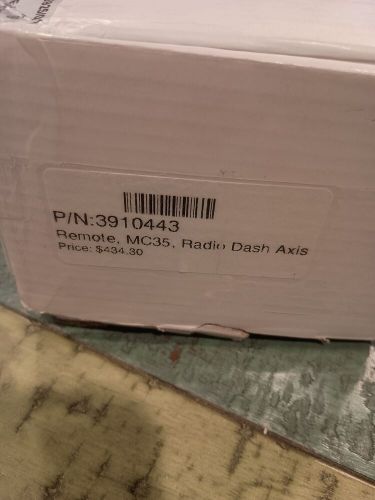 P/N:3910443
Remote, MC35, Radio Dash Axis
Price: $434.30